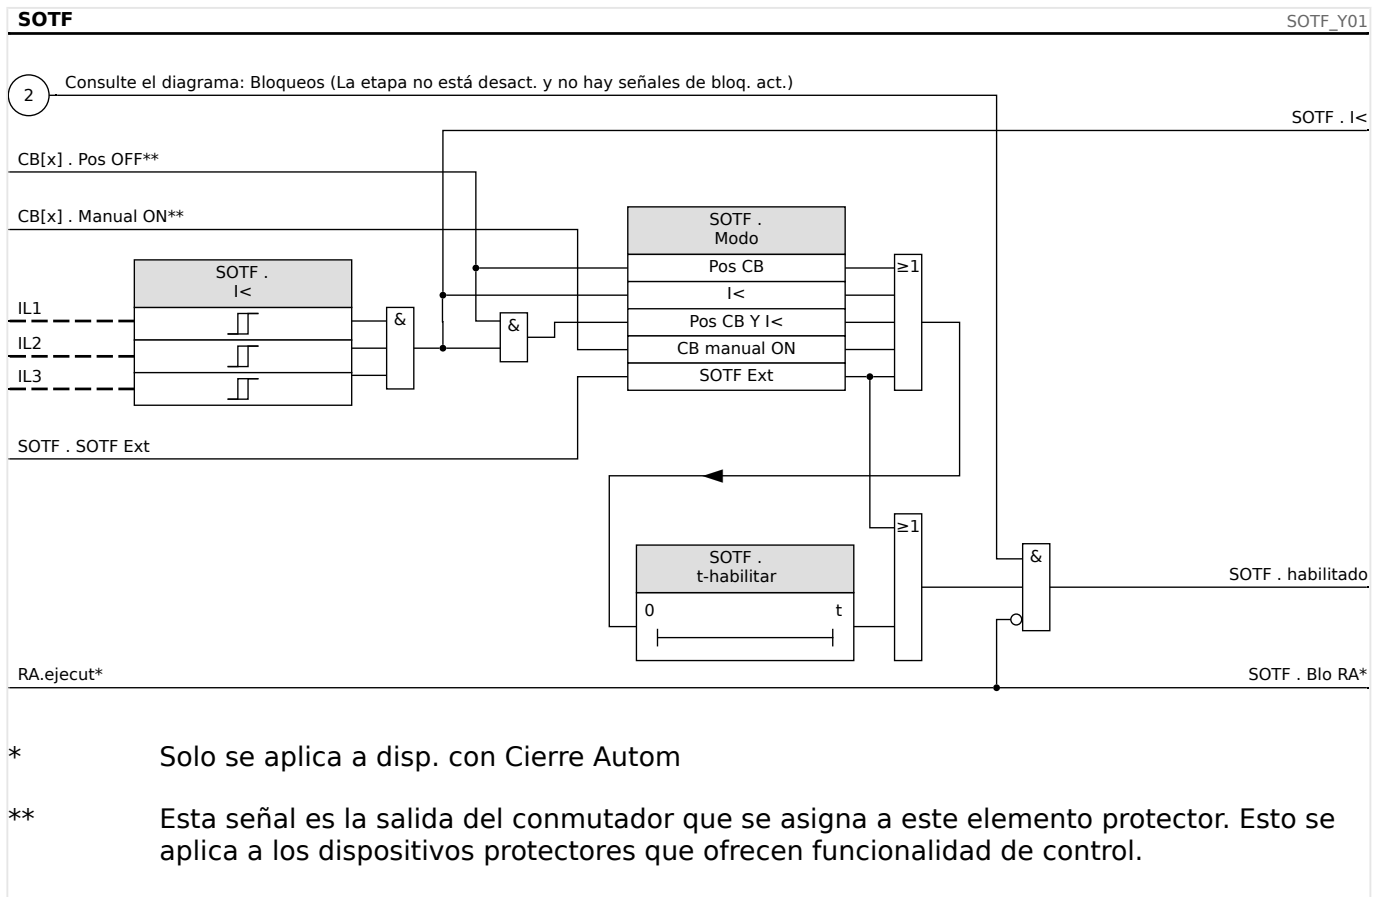 SOTF
SOTF_Y01
2
Consulte el diagrama: Bloqueos (La etapa no está desact. y no hay señales de bloq. act.)
SOTF . I<
CB[x] . Pos OFF**
CB[x] . Manual ON**
SOTF .
Modo
Pos CB
I<
Pos CB Y I<
CB manual ON
SOTF Ext
≥1
SOTF .
I<
IL1
IL2
IL3
&
&
SOTF . SOTF Ext
≥1
SOTF .
t-habilitar
0
t
&
SOTF . habilitado
RA.ejecut*
SOTF . Blo RA*
* Solo se aplica a disp. con Cierre Autom
** Esta señal es la salida del conmutador que se asigna a este elemento protector. Esto se
aplica a los dispositivos protectores que ofrecen funcionalidad de control.